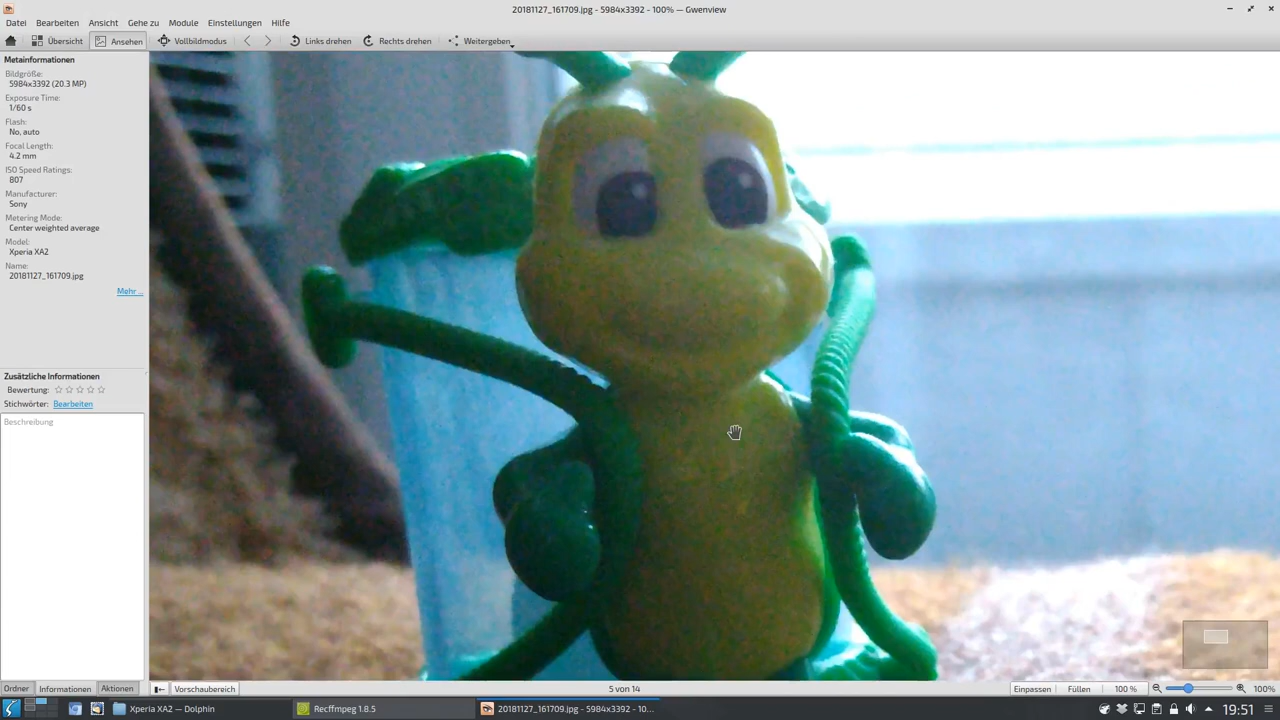 20181127_161709.jpg - 5984x3392 - 100% — Gwenview
Datei Bearbeiten Ansicht Gehe zu Module Einstellungen Hilfe
Übersicht Ansehen Vollbildmodus Links drehen Rechts drehen Weitergeben
Metainformationen
Bildgröße:
5984x3392 (20.3 MP)
Exposure Time:
1/60 s
Flash:
No, auto
Focal Length:
4.2 mm
ISO Speed Ratings:
807
Manufacturer:
Sony
Metering Mode:
Center weighted average
Model:
Xperia XA2
Name:
20181127_161709.jpg
Mehr ...
Zusätzliche Informationen
Bewertung:
Stichwörter: Bearbeiten
Beschreibung
Ordner Informationen Aktionen Vorschaubereich 5 von 14 Einpassen Füllen 100 % 100%
Xperia XA2 — Dolphin Recffmpeg 1.8.5 20181127_161709.jpg - 5984x3392 - 10... 19:51